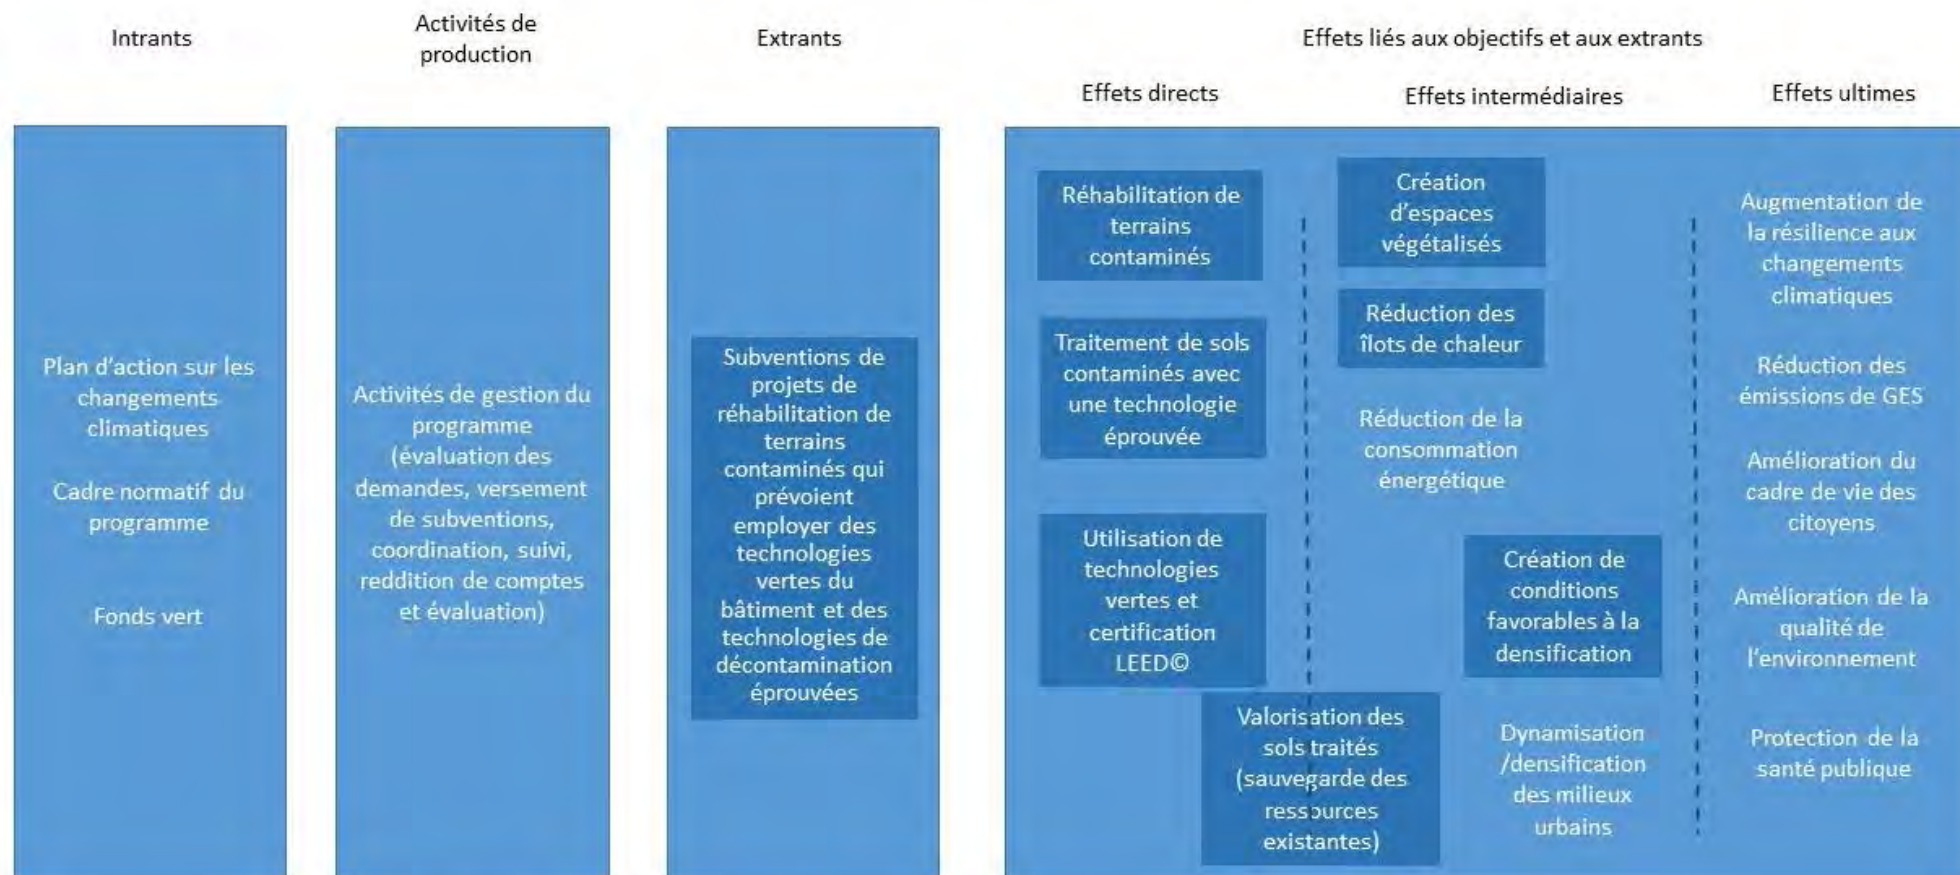 Intrants
Activités de
production
Extrants
Effets liés aux objectifs et aux extrants
Effets directs
Effets intermédiaires
Effets ultimes
Plan d'action sur les
changements
climatiques
Cadre normatif du
programme
Fonds vert
Activités de gestion du
programme
(évaluation des
demandes, versement
de subventions,
coordination, suivi,
reddition de comptes
et évaluation)
Subventions de
projets de
réhabilitation de
terrains
contaminés qui
prévoient
employer des
technologies
vertes du
bâtiment et des
technologies de
décontamination
éprouvées
Réhabilitation de
terrains
contaminés
Traitement de sols
contaminés avec
une technologie
éprouvée
Utilisation de
technologies
vertes et
certification
LEED©
Valorisation des
sols traités
(sauvegarde des
ressources
existantes)
Création
d'espaces
végétalisés
Réduction des
îlots de chaleur
Réduction de la
consommation
énergétique
Création de
conditions
favorables à la
densification
Dynamisation
/densification
des milieux
urbains
Augmentation de
la résilience aux
changements
climatiques
Réduction des
émissions de GES
Amélioration du
cadre de vie des
citoyens
Amélioration de la
qualité de
l'environnement
Protection de la
santé publique